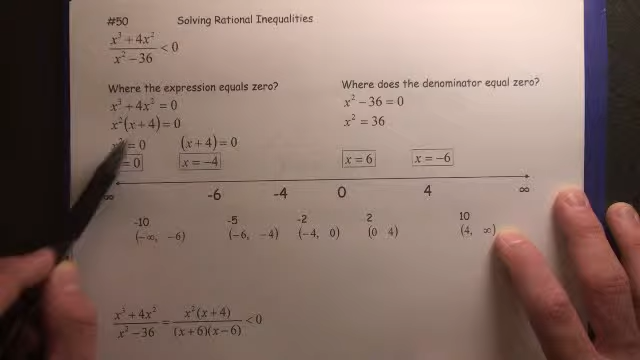 #50 Solving Rational Inequalities
x³ + 4x² / x² − 36 < 0
Where the expression equals zero? Where does the denominator equal zero?
x³ + 4x² = 0 x² − 36 = 0
x²(x + 4) = 0 x² = 36
= 0 (x + 4) = 0
= 0 x = −4 x = 6 x = −6
∞ -6 -4 0 4 ∞
-10 -5 -2 2 10
(−∞, −6) (−6, −4) (−4, 0) (0 4) (4, ∞)
x³ + 4x² / x² − 36 = x²(x + 4) / (x + 6)(x − 6) < 0